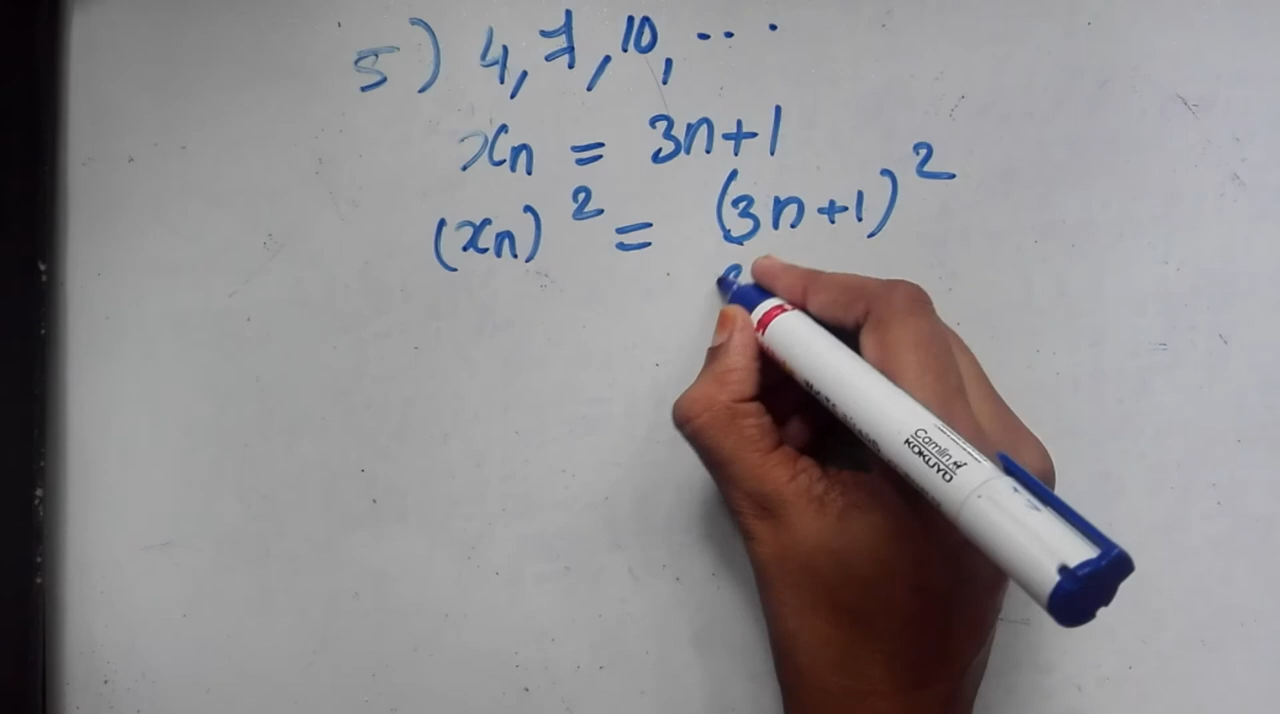 5) 4, 7, 10, ....
xn = 3n+1
(xn)² = (3n+1)²
Camlin
KOKUYO